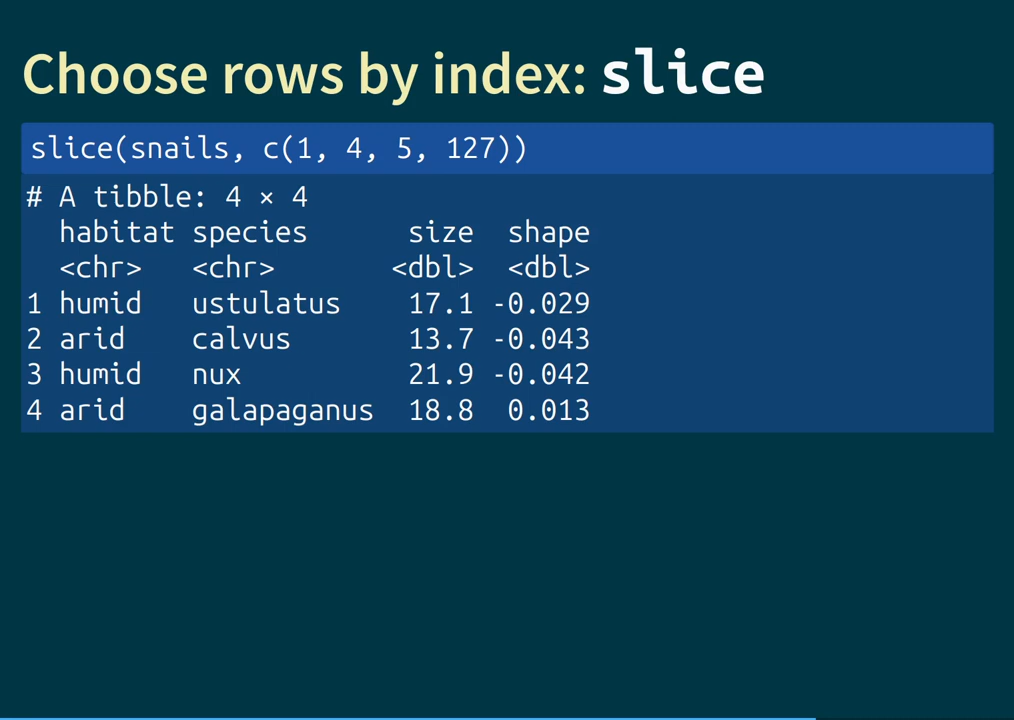 Choose rows by index: slice
slice(snails, c(1, 4, 5, 127))
# A tibble: 4 × 4
  habitat species      size  shape
  <chr>   <chr>       <dbl>  <dbl>
1 humid   ustulatus    17.1 -0.029
2 arid    calvus       13.7 -0.043
3 humid   nux          21.9 -0.042
4 arid    galapaganus  18.8  0.013